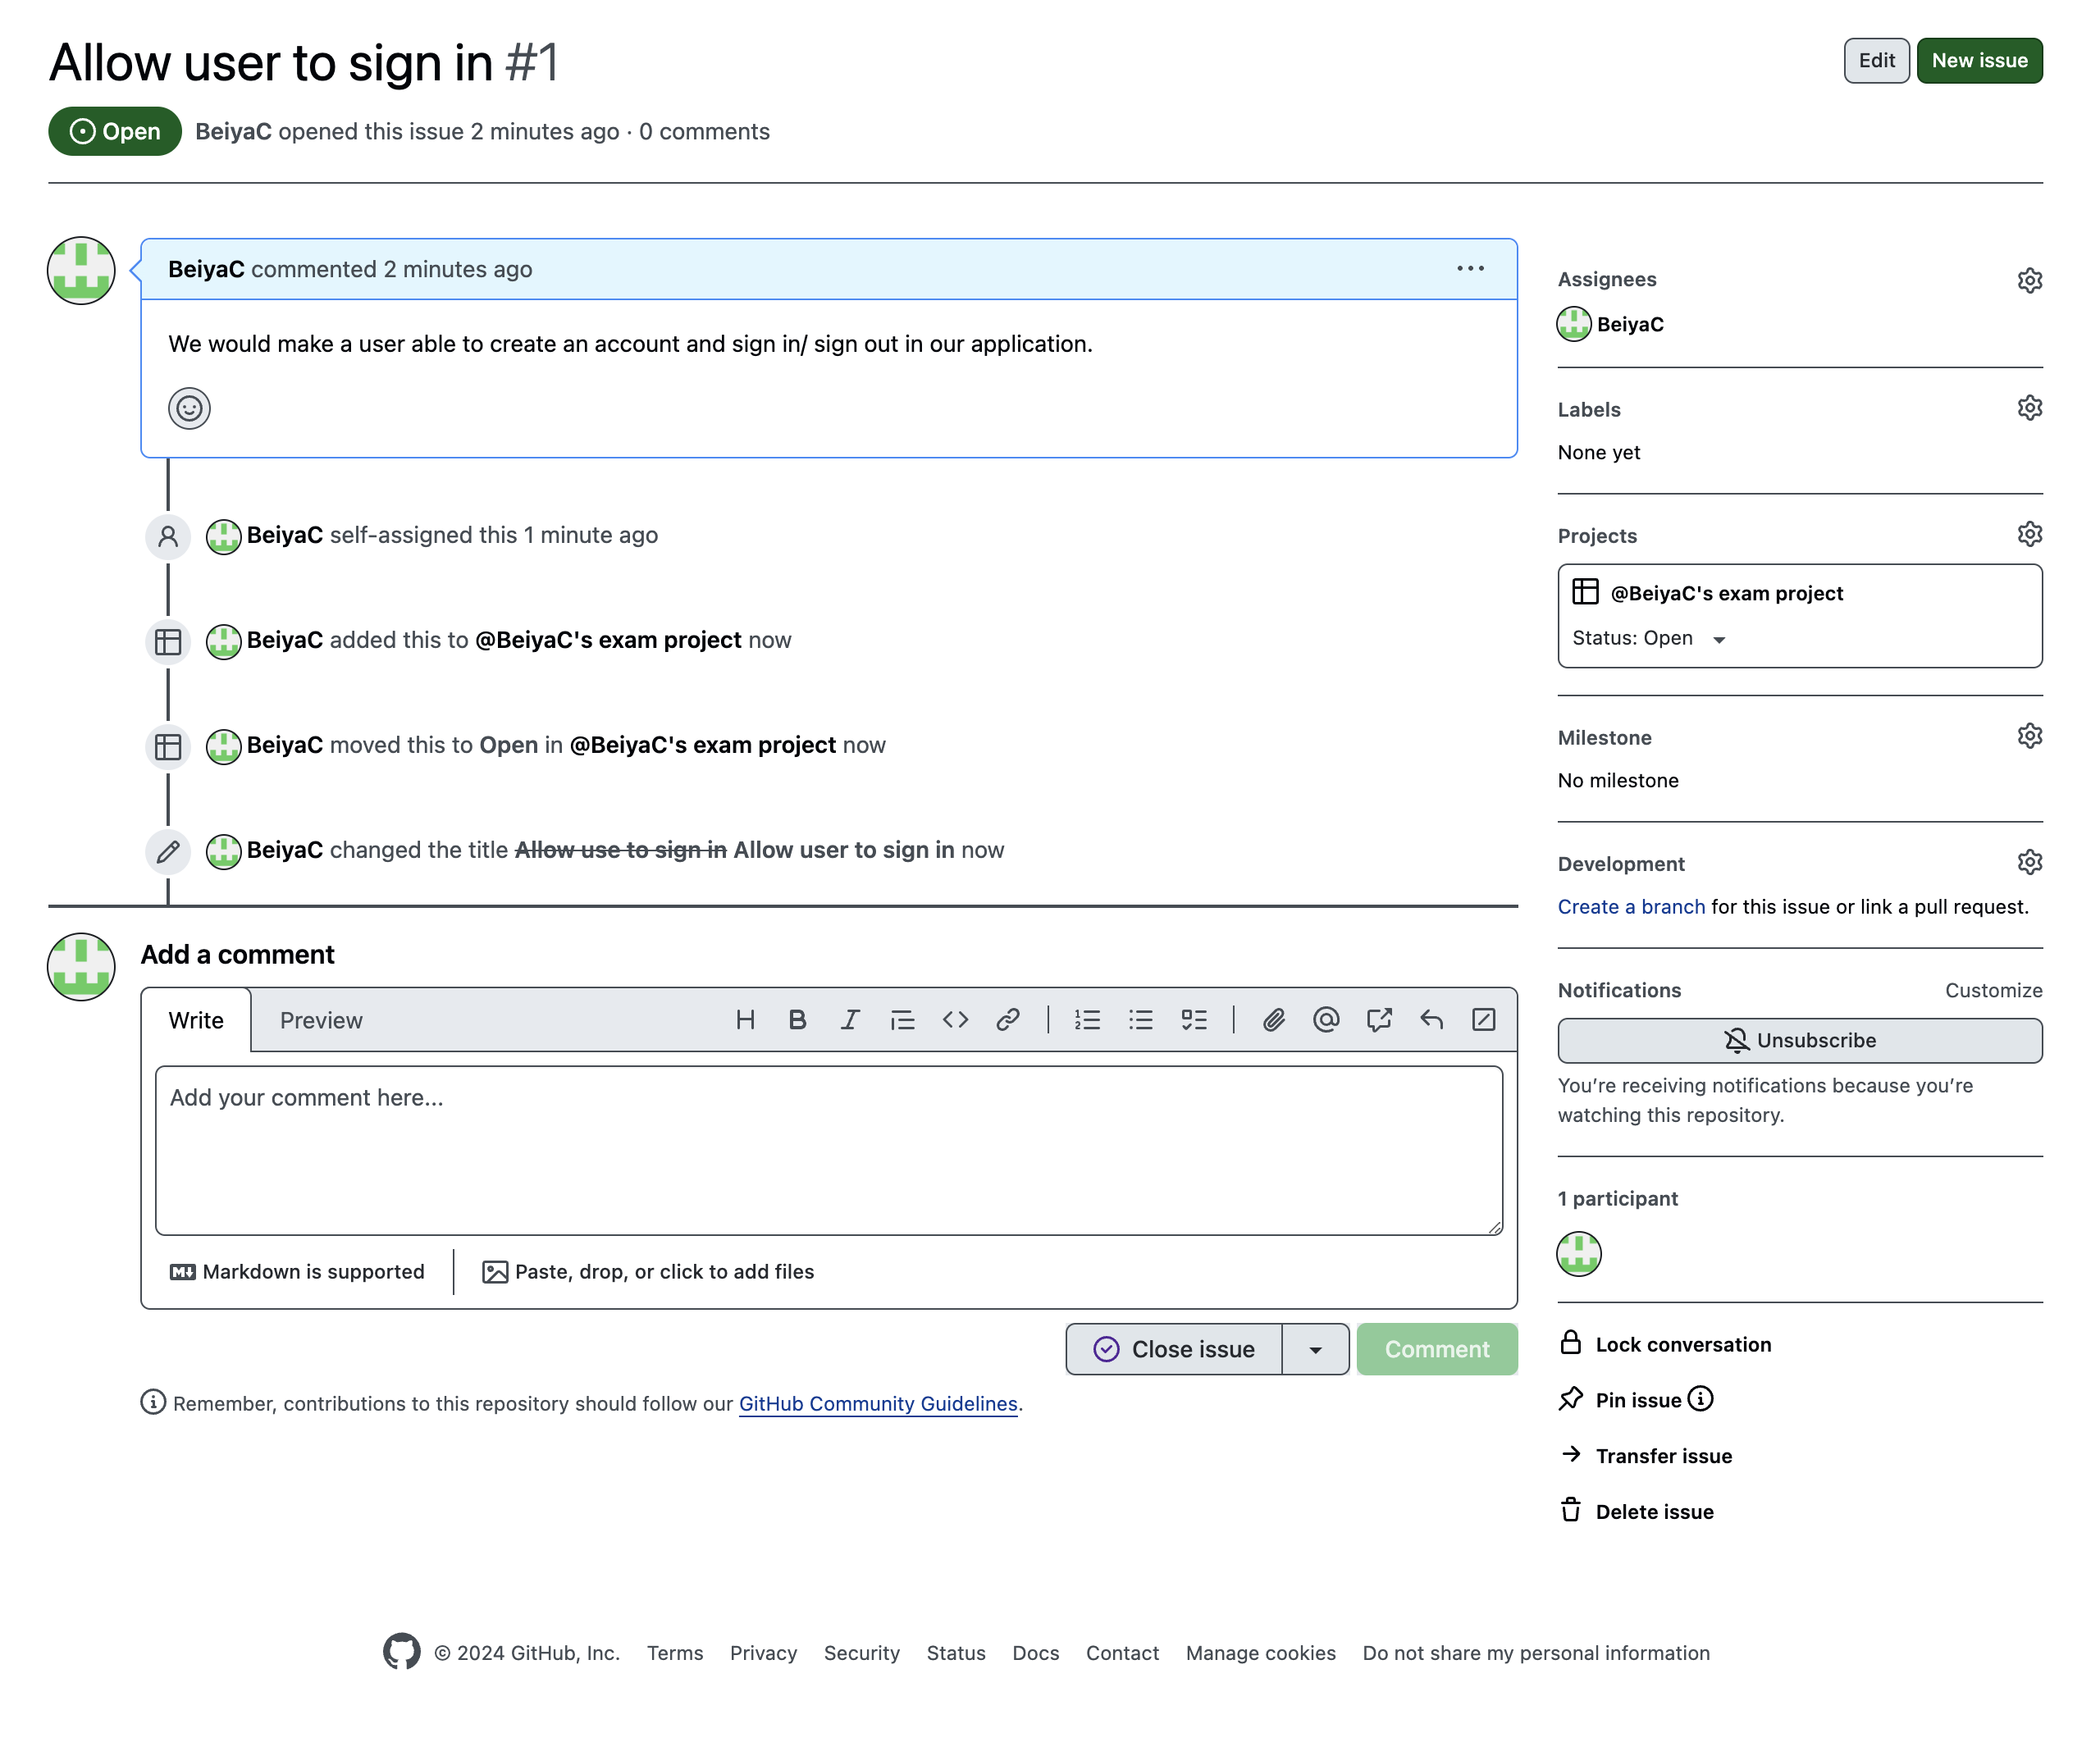 Allow user to sign in #1
Edit
New issue
Open
BeiyaC opened this issue 2 minutes ago · 0 comments
BeiyaC commented 2 minutes ago
We would make a user able to create an account and sign in/ sign out in our application.
BeiyaC self-assigned this 1 minute ago
BeiyaC added this to @BeiyaC's exam project now
BeiyaC moved this to Open in @BeiyaC's exam project now
BeiyaC changed the title Allow use to sign in Allow user to sign in now
Add a comment
Write
Preview
Add your comment here...
Markdown is supported
Paste, drop, or click to add files
Close issue
Comment
Remember, contributions to this repository should follow our GitHub Community Guidelines.
Assignees
BeiyaC
Labels
None yet
Projects
@BeiyaC's exam project
Status: Open
Milestone
No milestone
Development
Create a branch for this issue or link a pull request.
Notifications
Customize
Unsubscribe
You’re receiving notifications because you’re
watching this repository.
1 participant
Lock conversation
Pin issue
Transfer issue
Delete issue
© 2024 GitHub, Inc.
Terms
Privacy
Security
Status
Docs
Contact
Manage cookies
Do not share my personal information